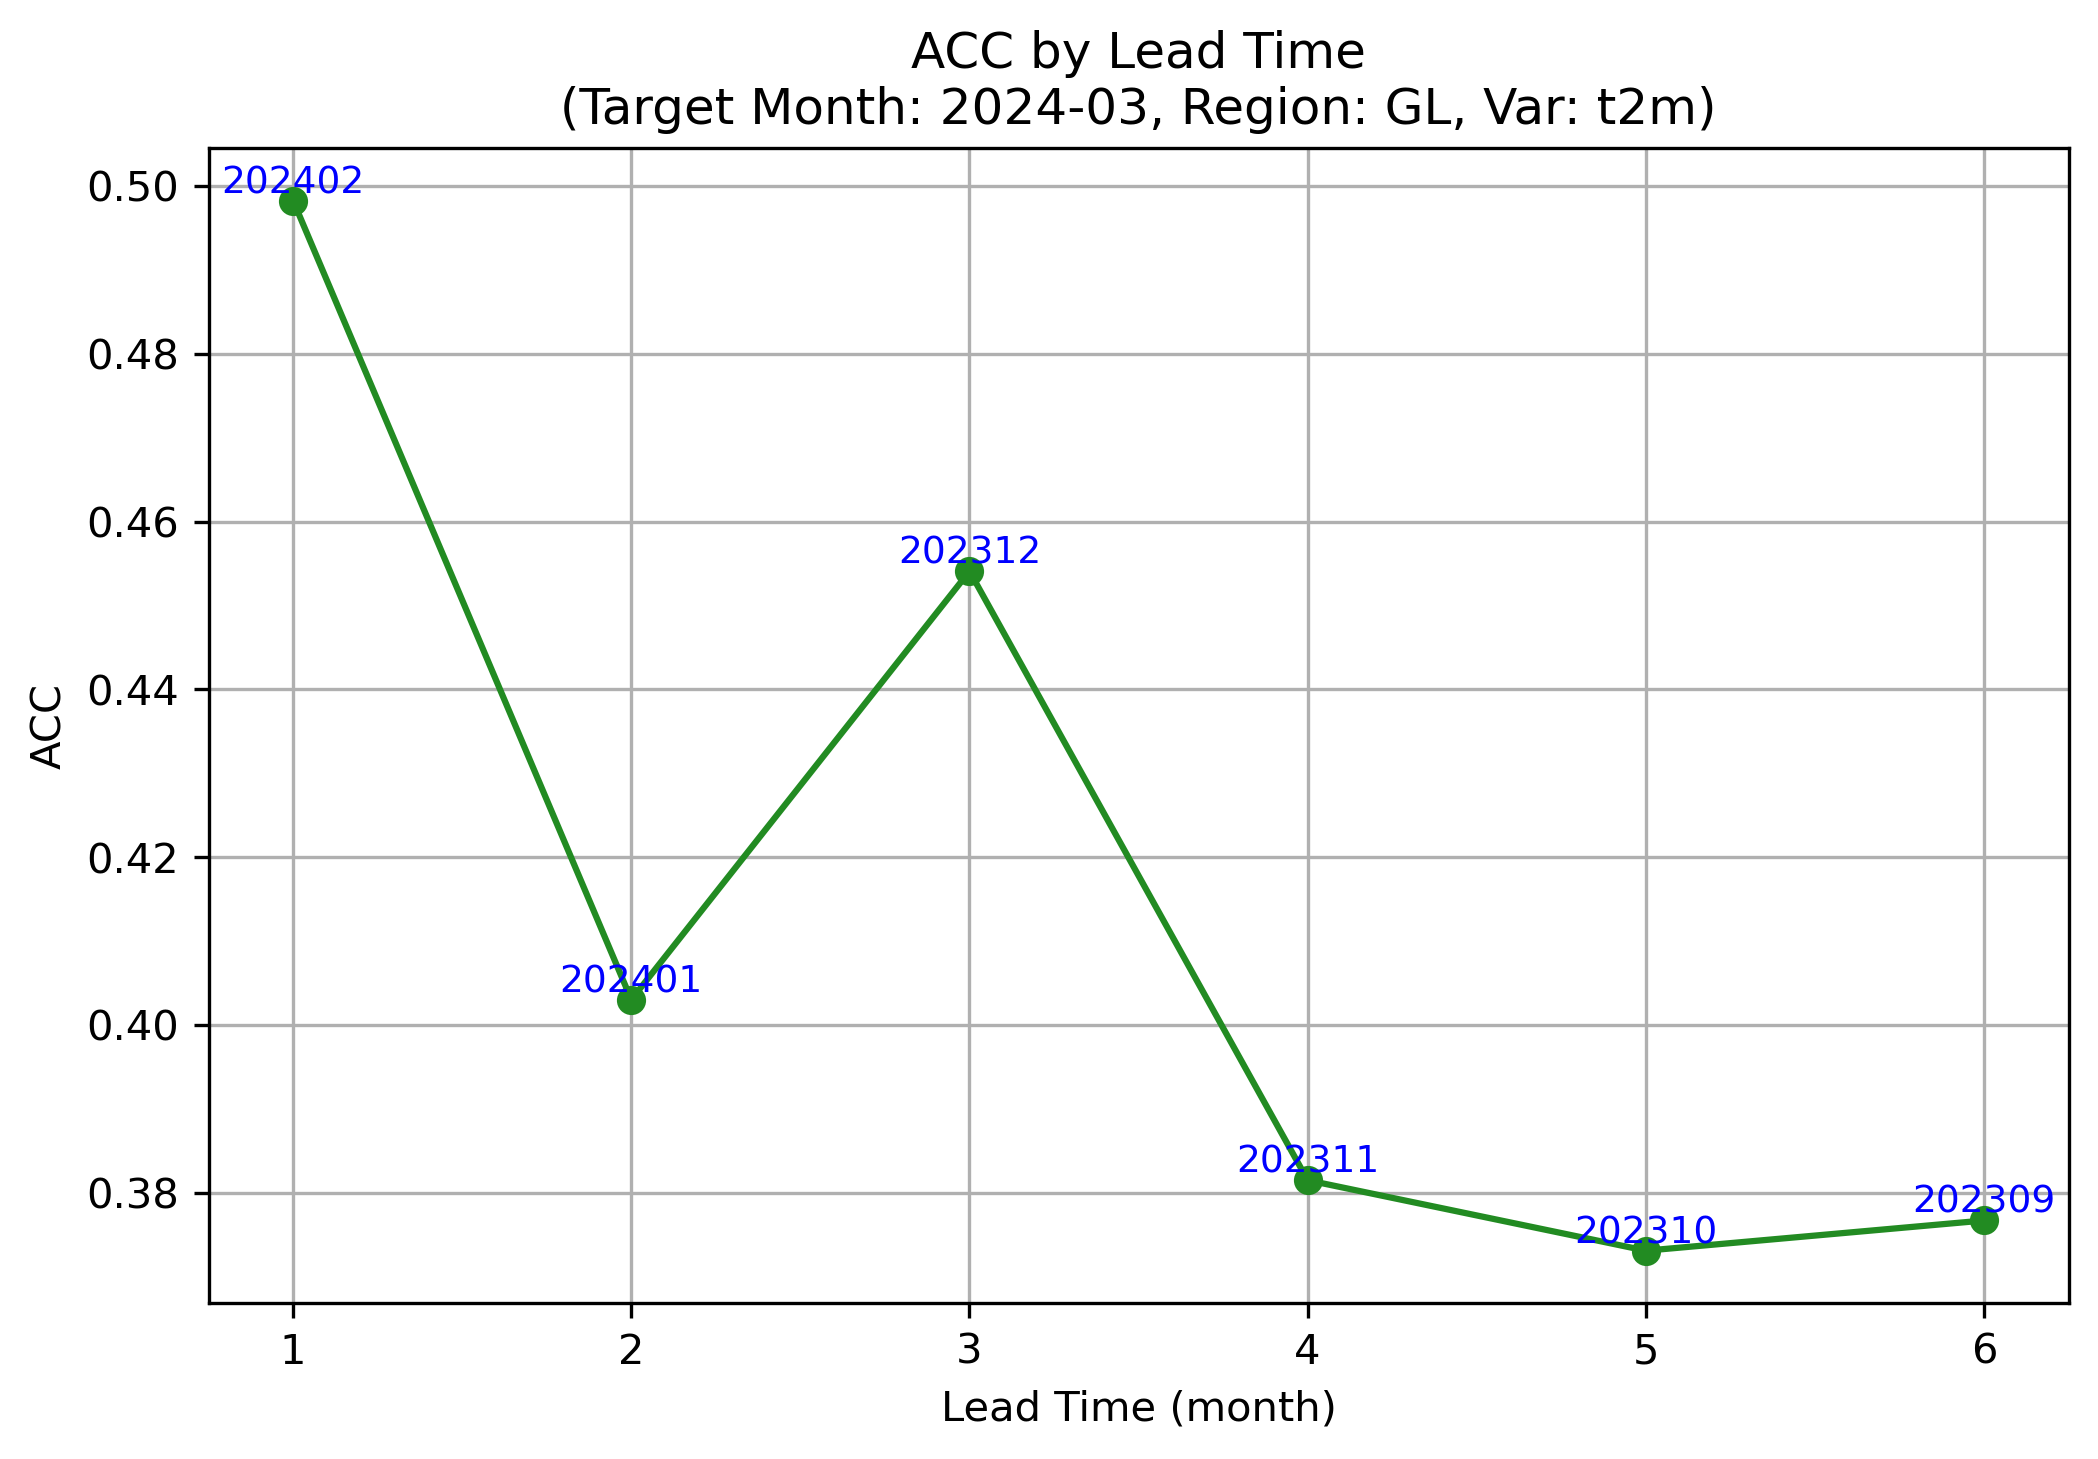 ACC by Lead Time
(Target Month: 2024-03, Region: GL, Var: t2m)
ACC
0.50
0.48
0.46
0.44
0.42
0.40
0.38
202402
202401
202312
202311
202310
202309
1 2 3 4 5 6
Lead Time (month)